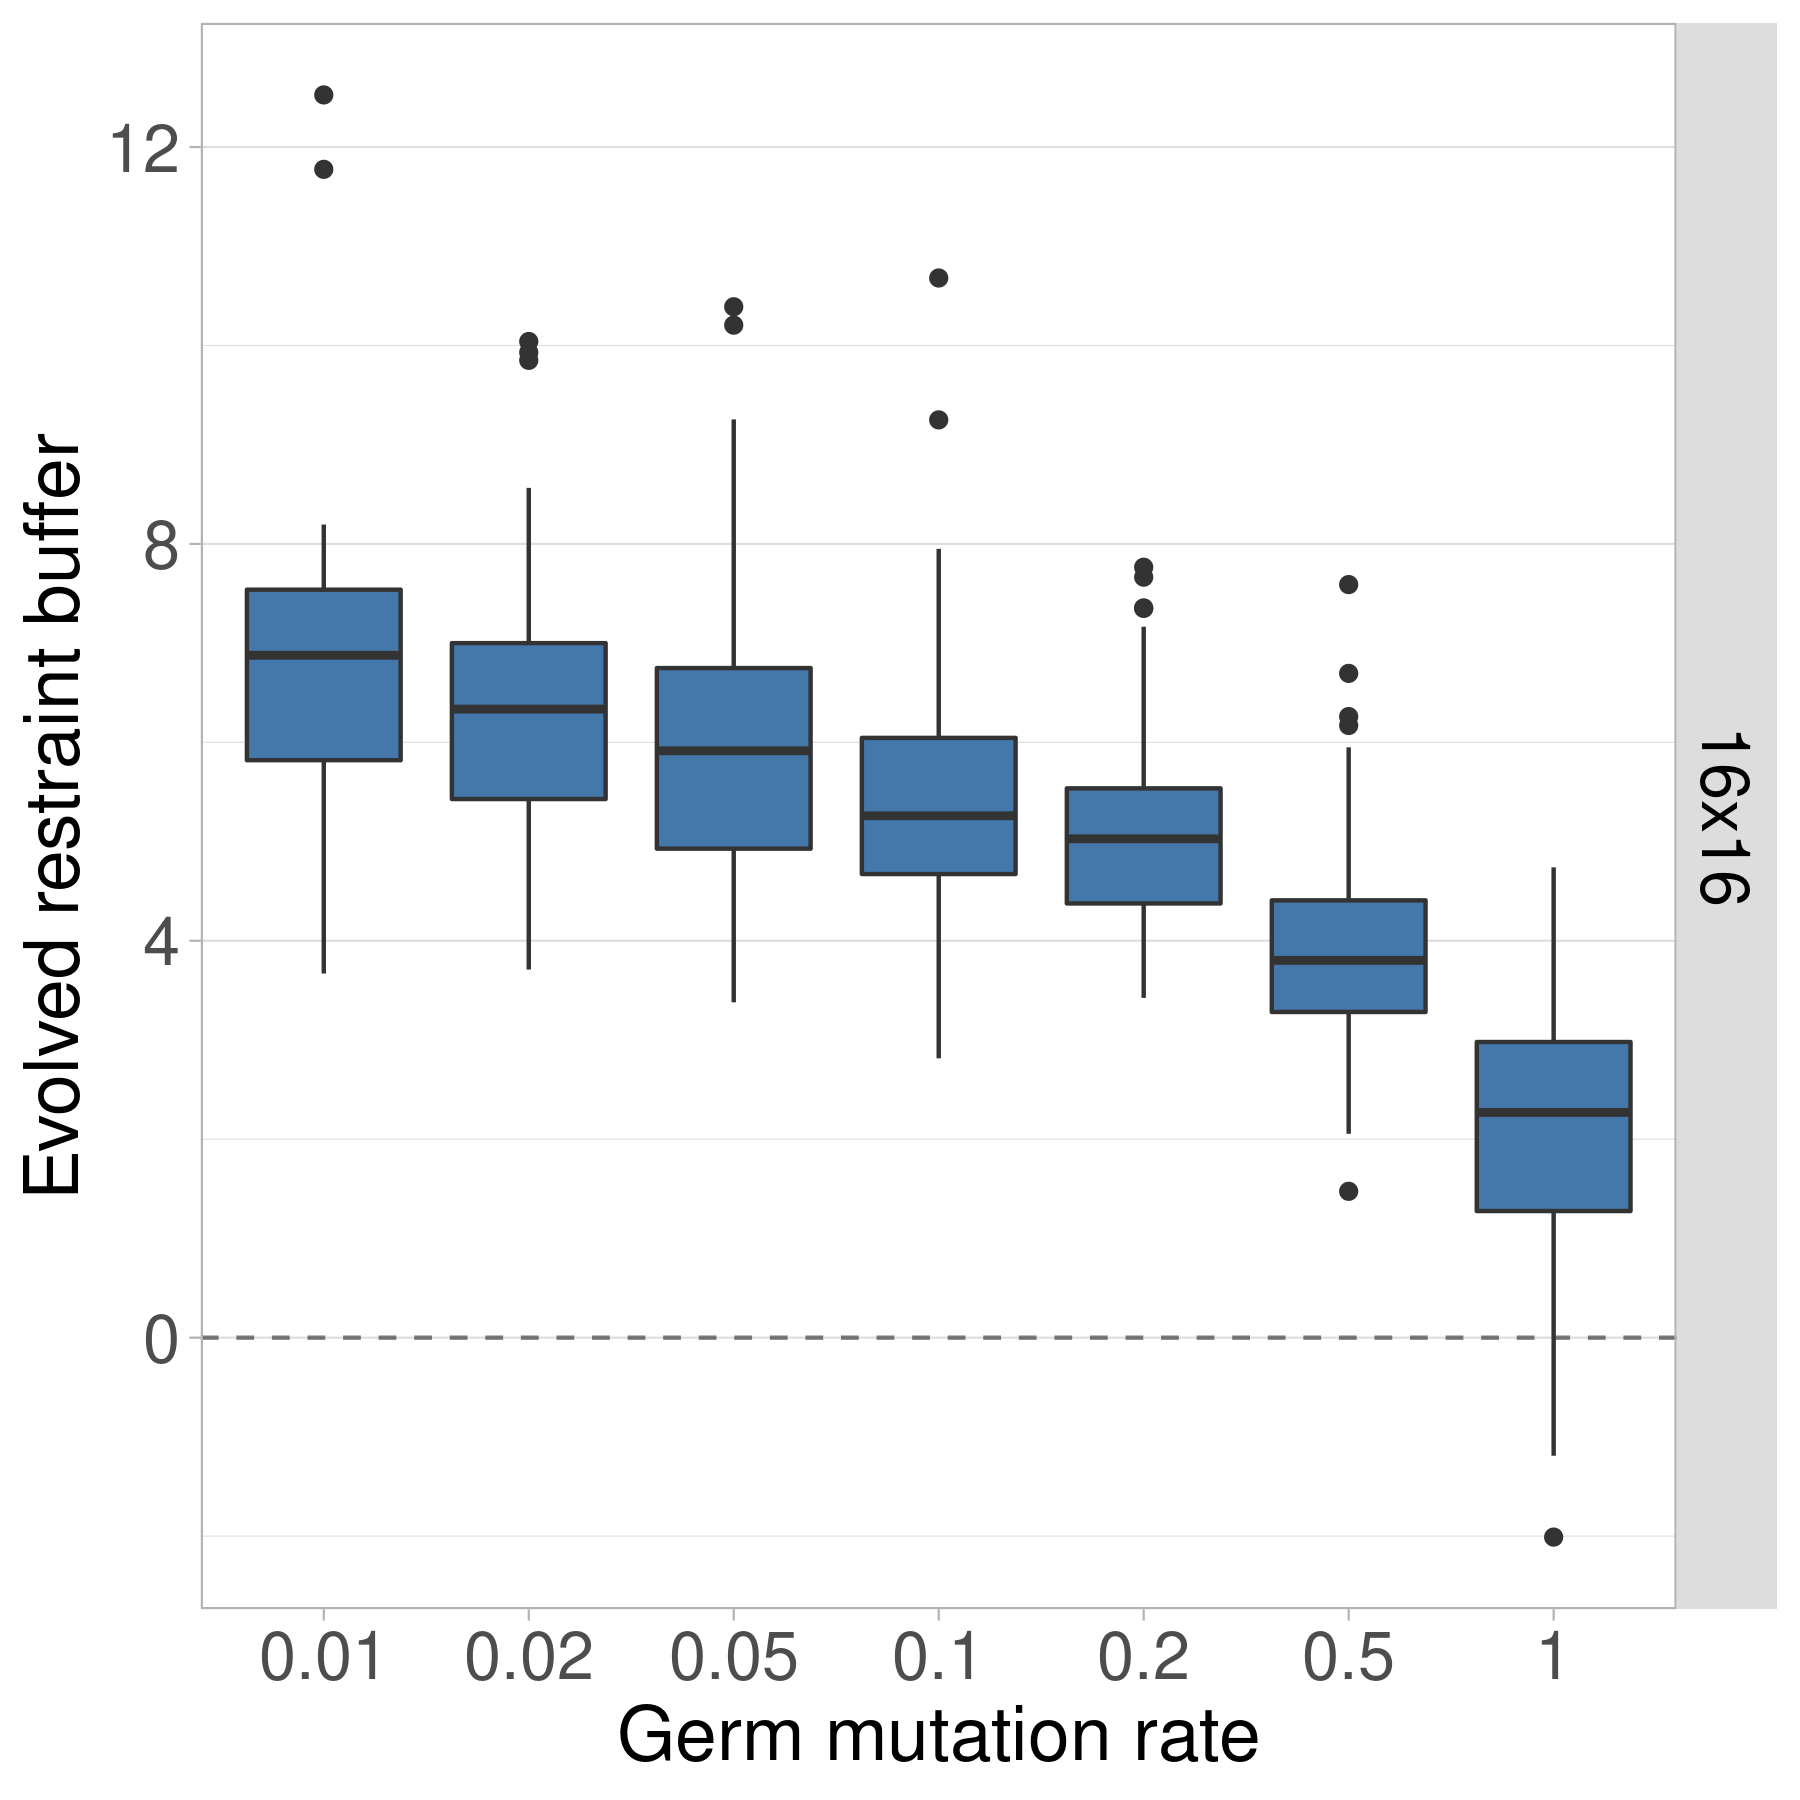 12
8
4
0
Evolved restraint buffer
16x16
0.01 0.02 0.05 0.1 0.2 0.5 1
Germ mutation rate